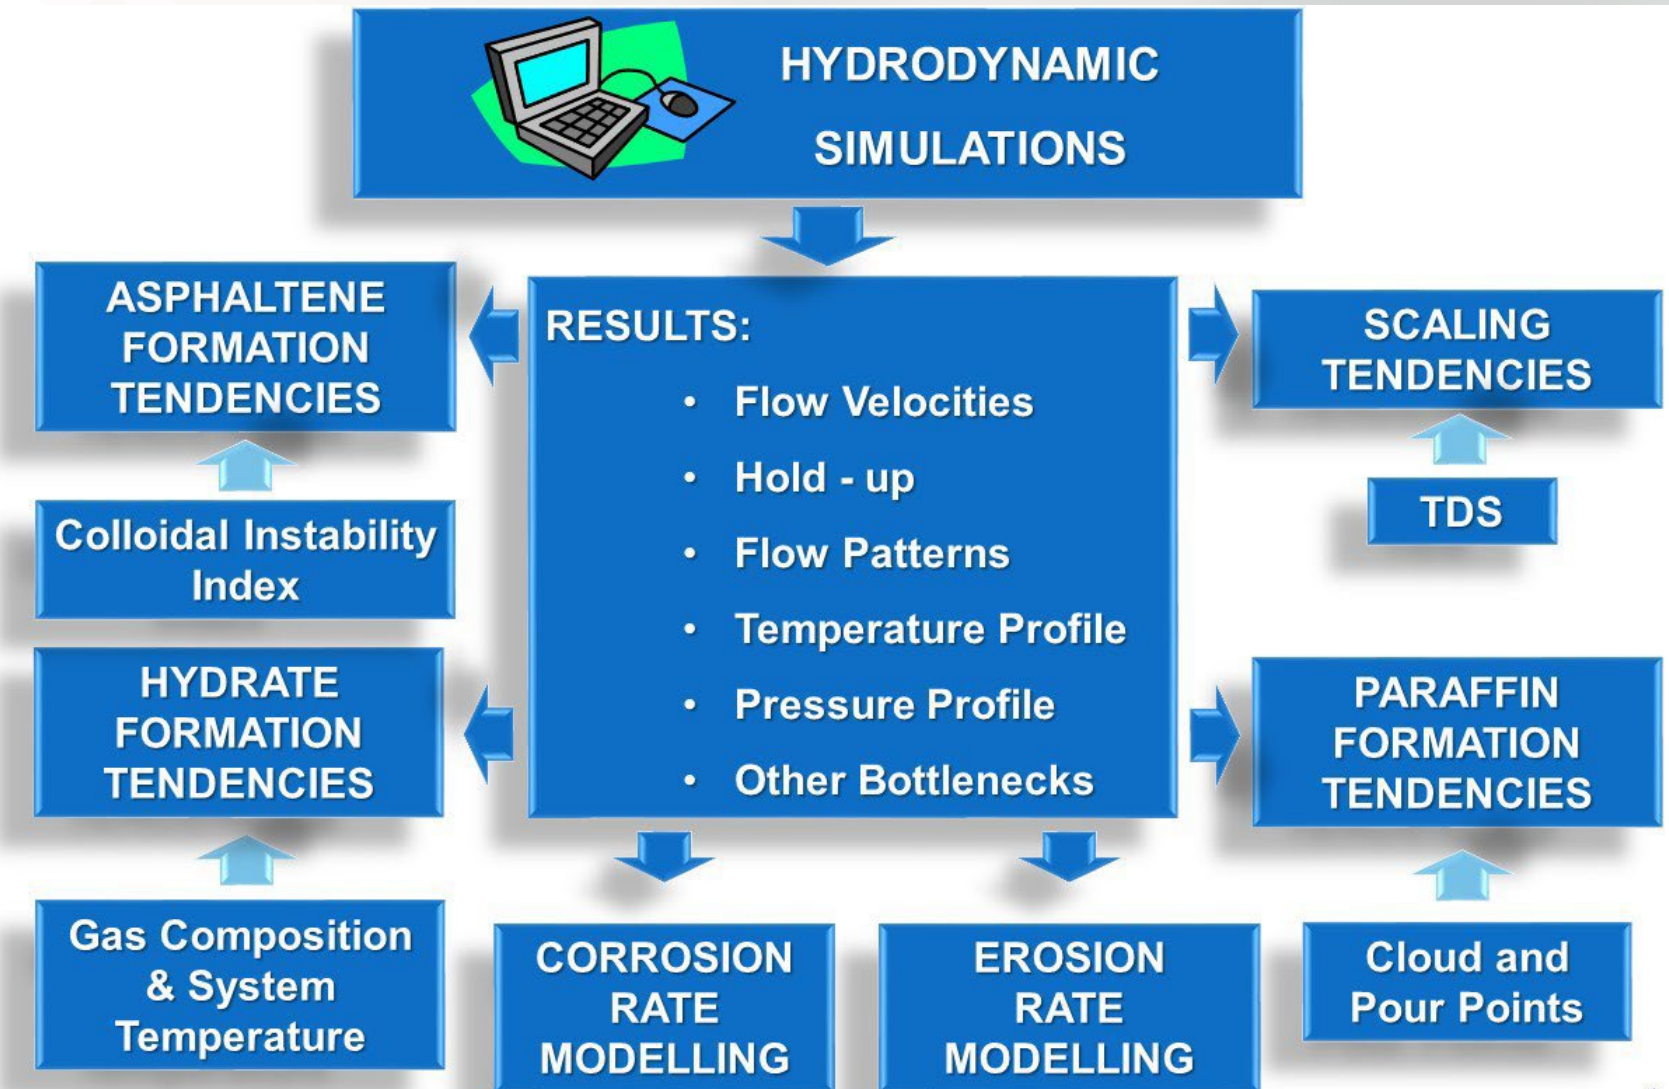 HYDRODYNAMIC
SIMULATIONS
ASPHALTENE
FORMATION
TENDENCIES
Colloidal Instability
Index
HYDRATE
FORMATION
TENDENCIES
Gas Composition
& System
Temperature
RESULTS:
• Flow Velocities
• Hold - up
• Flow Patterns
• Temperature Profile
• Pressure Profile
• Other Bottlenecks
CORROSION
RATE
MODELLING
EROSION
RATE
MODELLING
SCALING
TENDENCIES
TDS
PARAFFIN
FORMATION
TENDENCIES
Cloud and
Pour Points